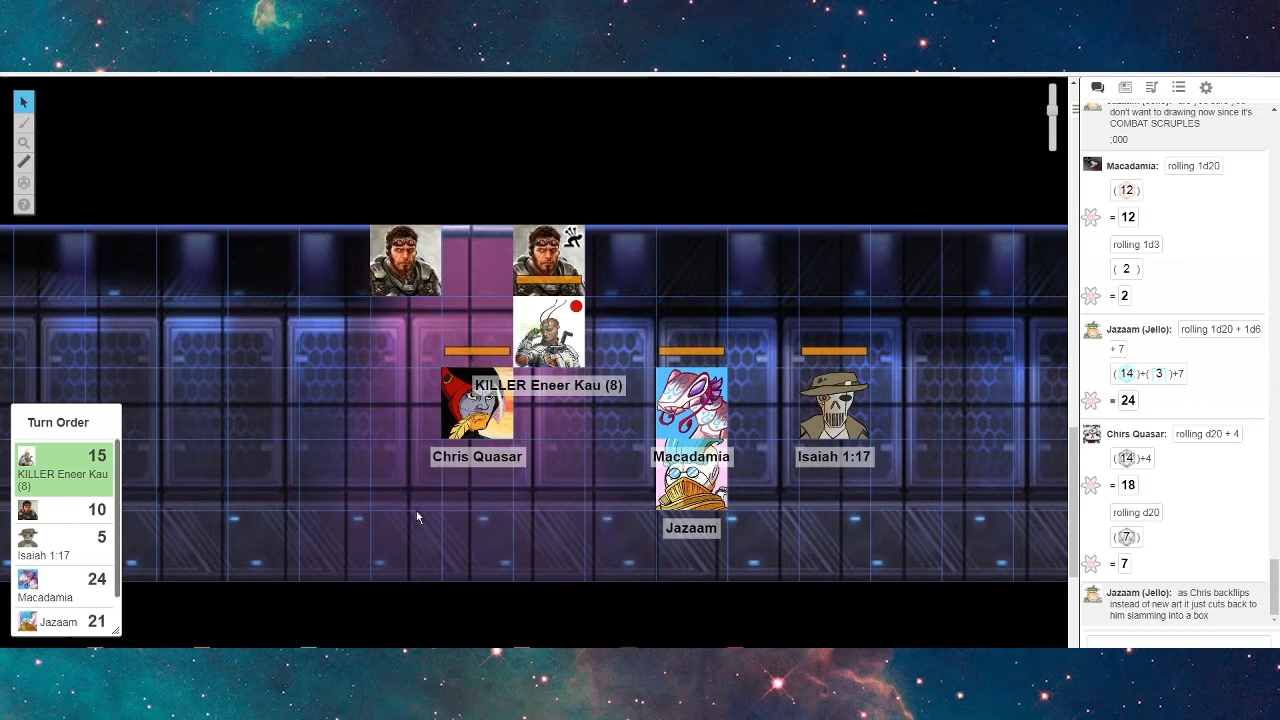 don't want to drawing now since it's
COMBAT SCRUPLES
;000
Macadamia: rolling 1d20
(12)
= 12
rolling 1d3
( 2 )
= 2
Jazaam (Jello): rolling 1d20 + 1d6
+ 7
(14)+( 3 )+7
= 24
Chirs Quasar: rolling d20 + 4
(14)+4
= 18
rolling d20
(7)
= 7
Jazaam (Jello): as Chris backflips
instead of new art it just cuts back to
him slamming into a box
KILLER Eneer Kau (8)
Chris Quasar
Macadamia
Isaiah 1:17
Jazaam
Turn Order
15
KILLER Eneer Kau
(8)
10
5
Isaiah 1:17
24
Macadamia
Jazaam 21